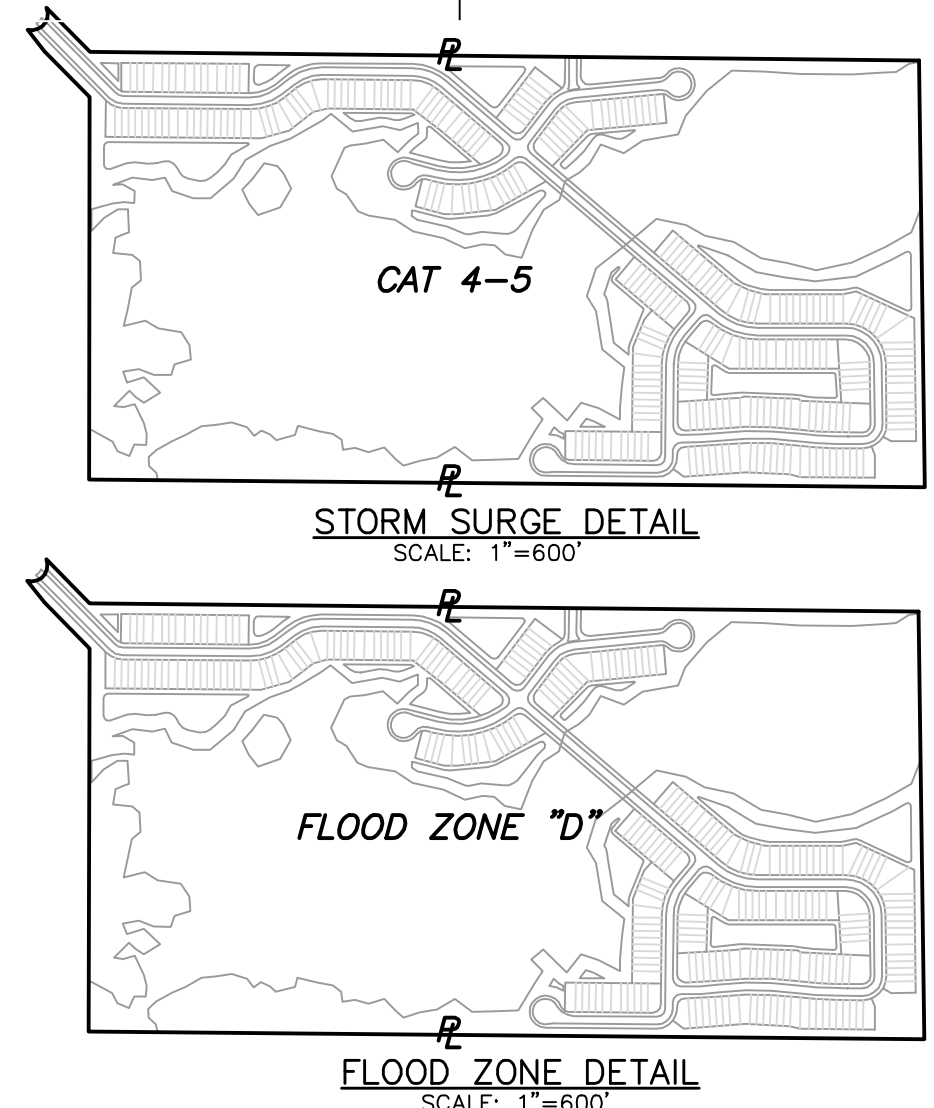 PL
CAT 4-5
PL
STORM SURGE DETAIL
SCALE: 1"=600'
PL
FLOOD ZONE "D"
PL
FLOOD ZONE DETAIL
SCALE: 1"=600'